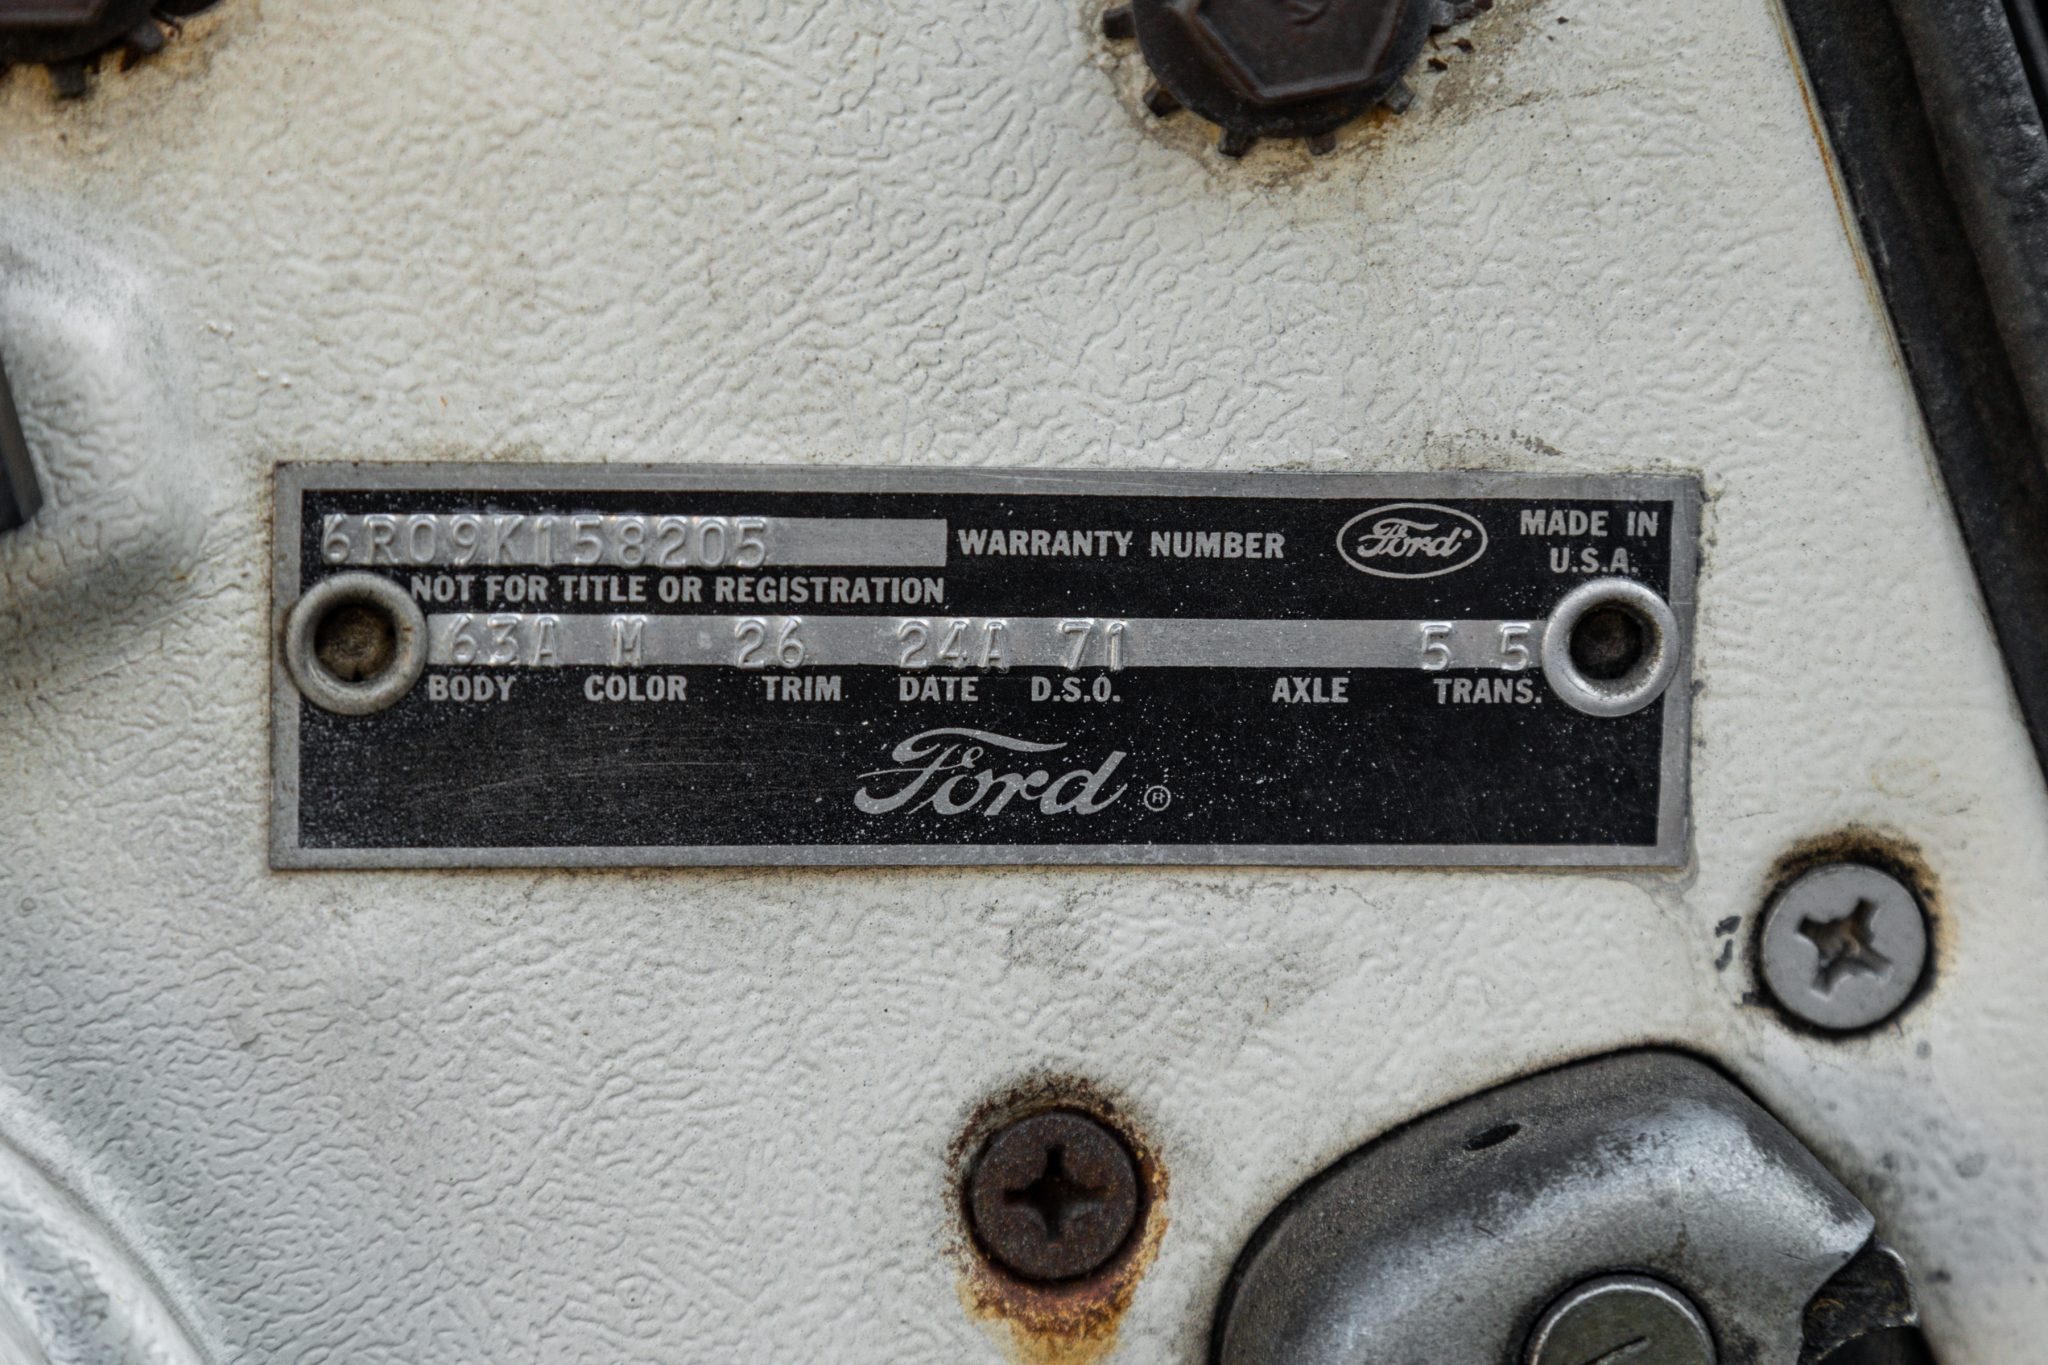 6R09K158205 WARRANTY NUMBER Ford MADE IN
U.S.A.
NOT FOR TITLE OR REGISTRATION
63A M 26 24A 71 5 5
BODY COLOR TRIM DATE D.S.O. AXLE TRANS.
Ford ®